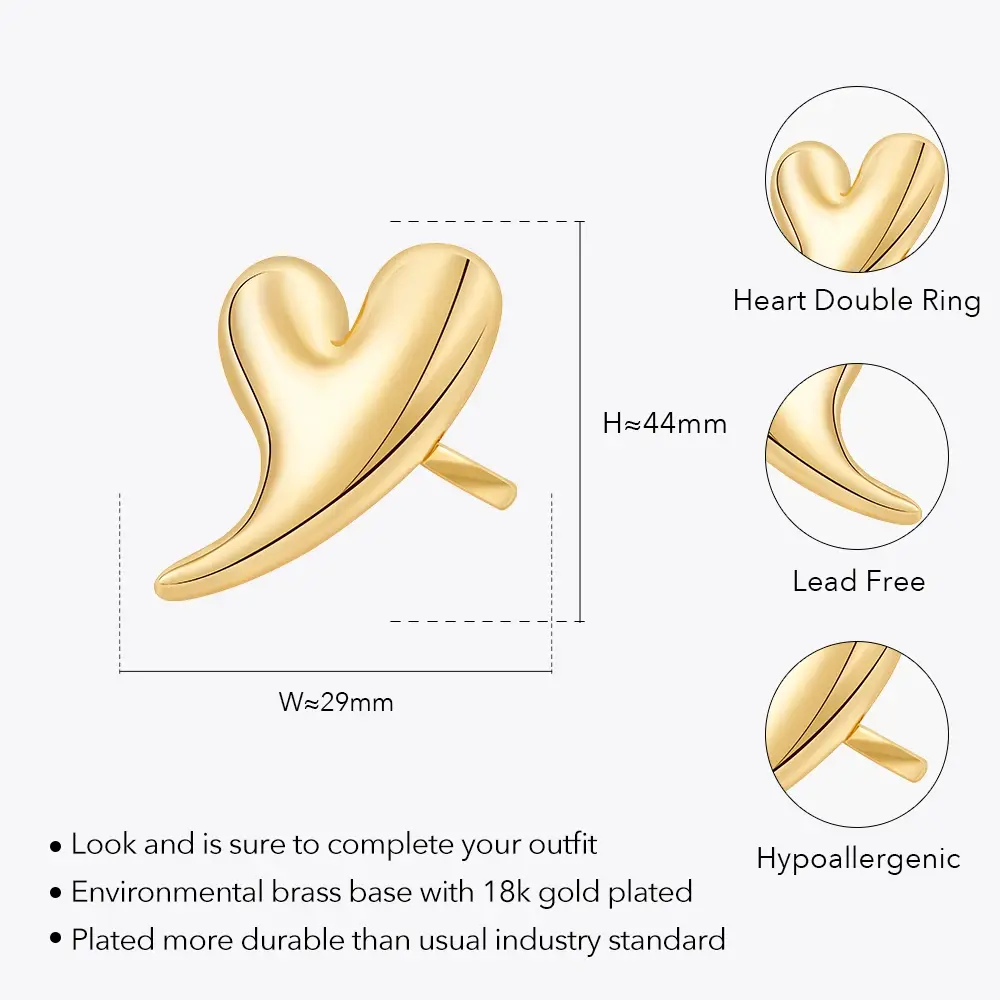 Heart Double Ring
H≈44mm
Lead Free
W≈29mm
Hypoallergenic
• Look and is sure to complete your outfit
• Environmental brass base with 18k gold plated
• Plated more durable than usual industry standard